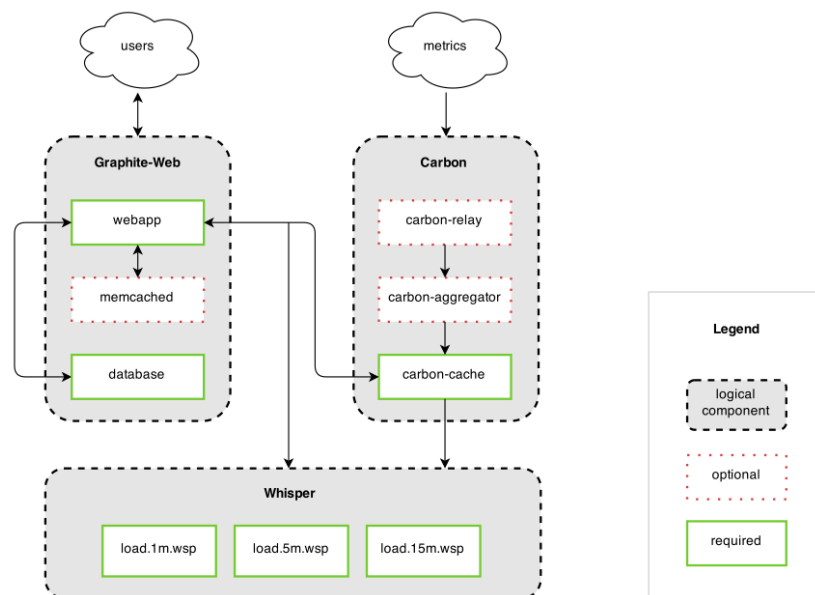 users
metrics
Graphite-Web
Carbon
webapp
carbon-relay
memcached
carbon-aggregator
database
carbon-cache
Whisper
load.1m.wsp
load.5m.wsp
load.15m.wsp
Legend
logical
component
optional
required